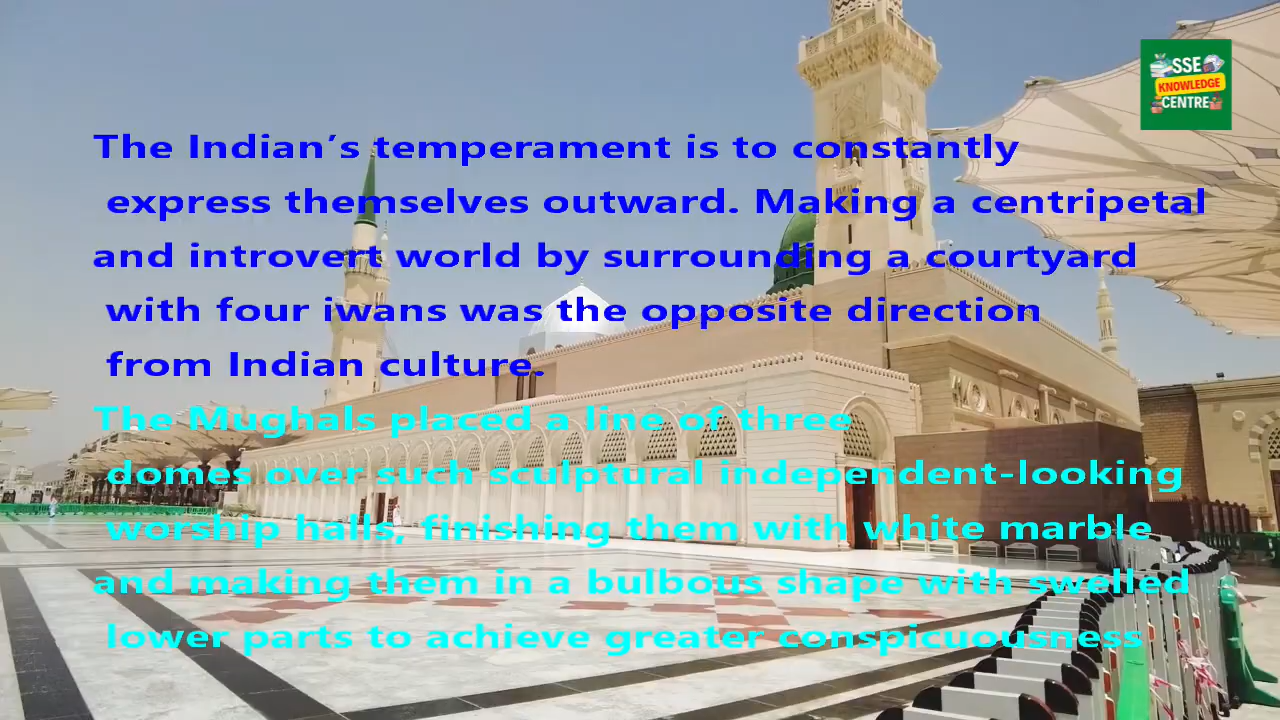 SSE
KNOWLEDGE
CENTRE
The Indian’s temperament is to constantly
express themselves outward. Making a centripetal
and introvert world by surrounding a courtyard
with four iwans was the opposite direction
from Indian culture.
The Mughals placed a line of three
domes over such sculptural independent-looking
worship halls, finishing them with white marble
and making them in a bulbous shape with swelled
lower parts to achieve greater conspicuousness